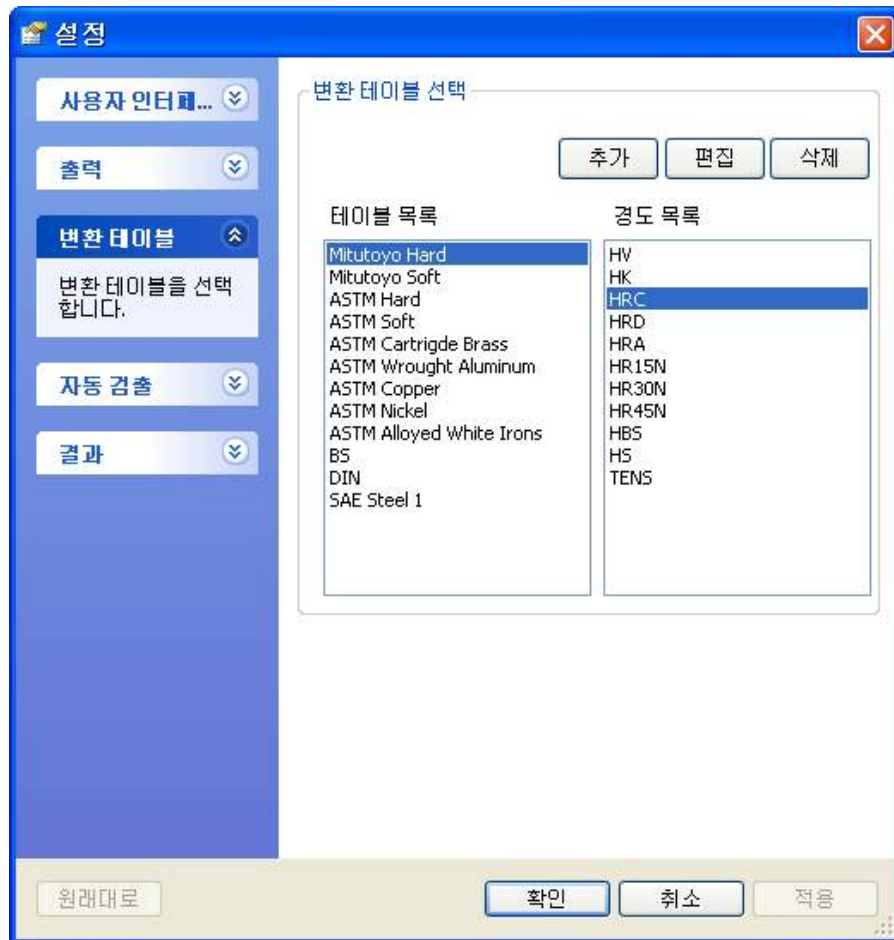 설정
사용자 인터페...
출력
변환 테이블
변환 테이블을 선택
합니다.
자동 검출
결과
변환 테이블 선택
추가 편집 삭제
테이블 목록
Mitutoyo Hard
Mitutoyo Soft
ASTM Hard
ASTM Soft
ASTM Cartrigde Brass
ASTM Wrought Aluminum
ASTM Copper
ASTM Nickel
ASTM Alloyed White Irons
BS
DIN
SAE Steel 1
경도 목록
HV
HK
HRC
HRD
HRA
HR15N
HR30N
HR45N
HBS
HS
TENS
원래대로 확인 취소 적용